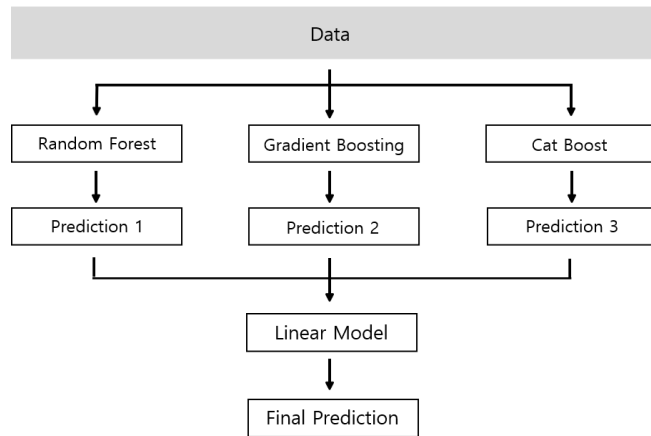 Data
Random Forest
Gradient Boosting
Cat Boost
Prediction 1
Prediction 2
Prediction 3
Linear Model
Final Prediction